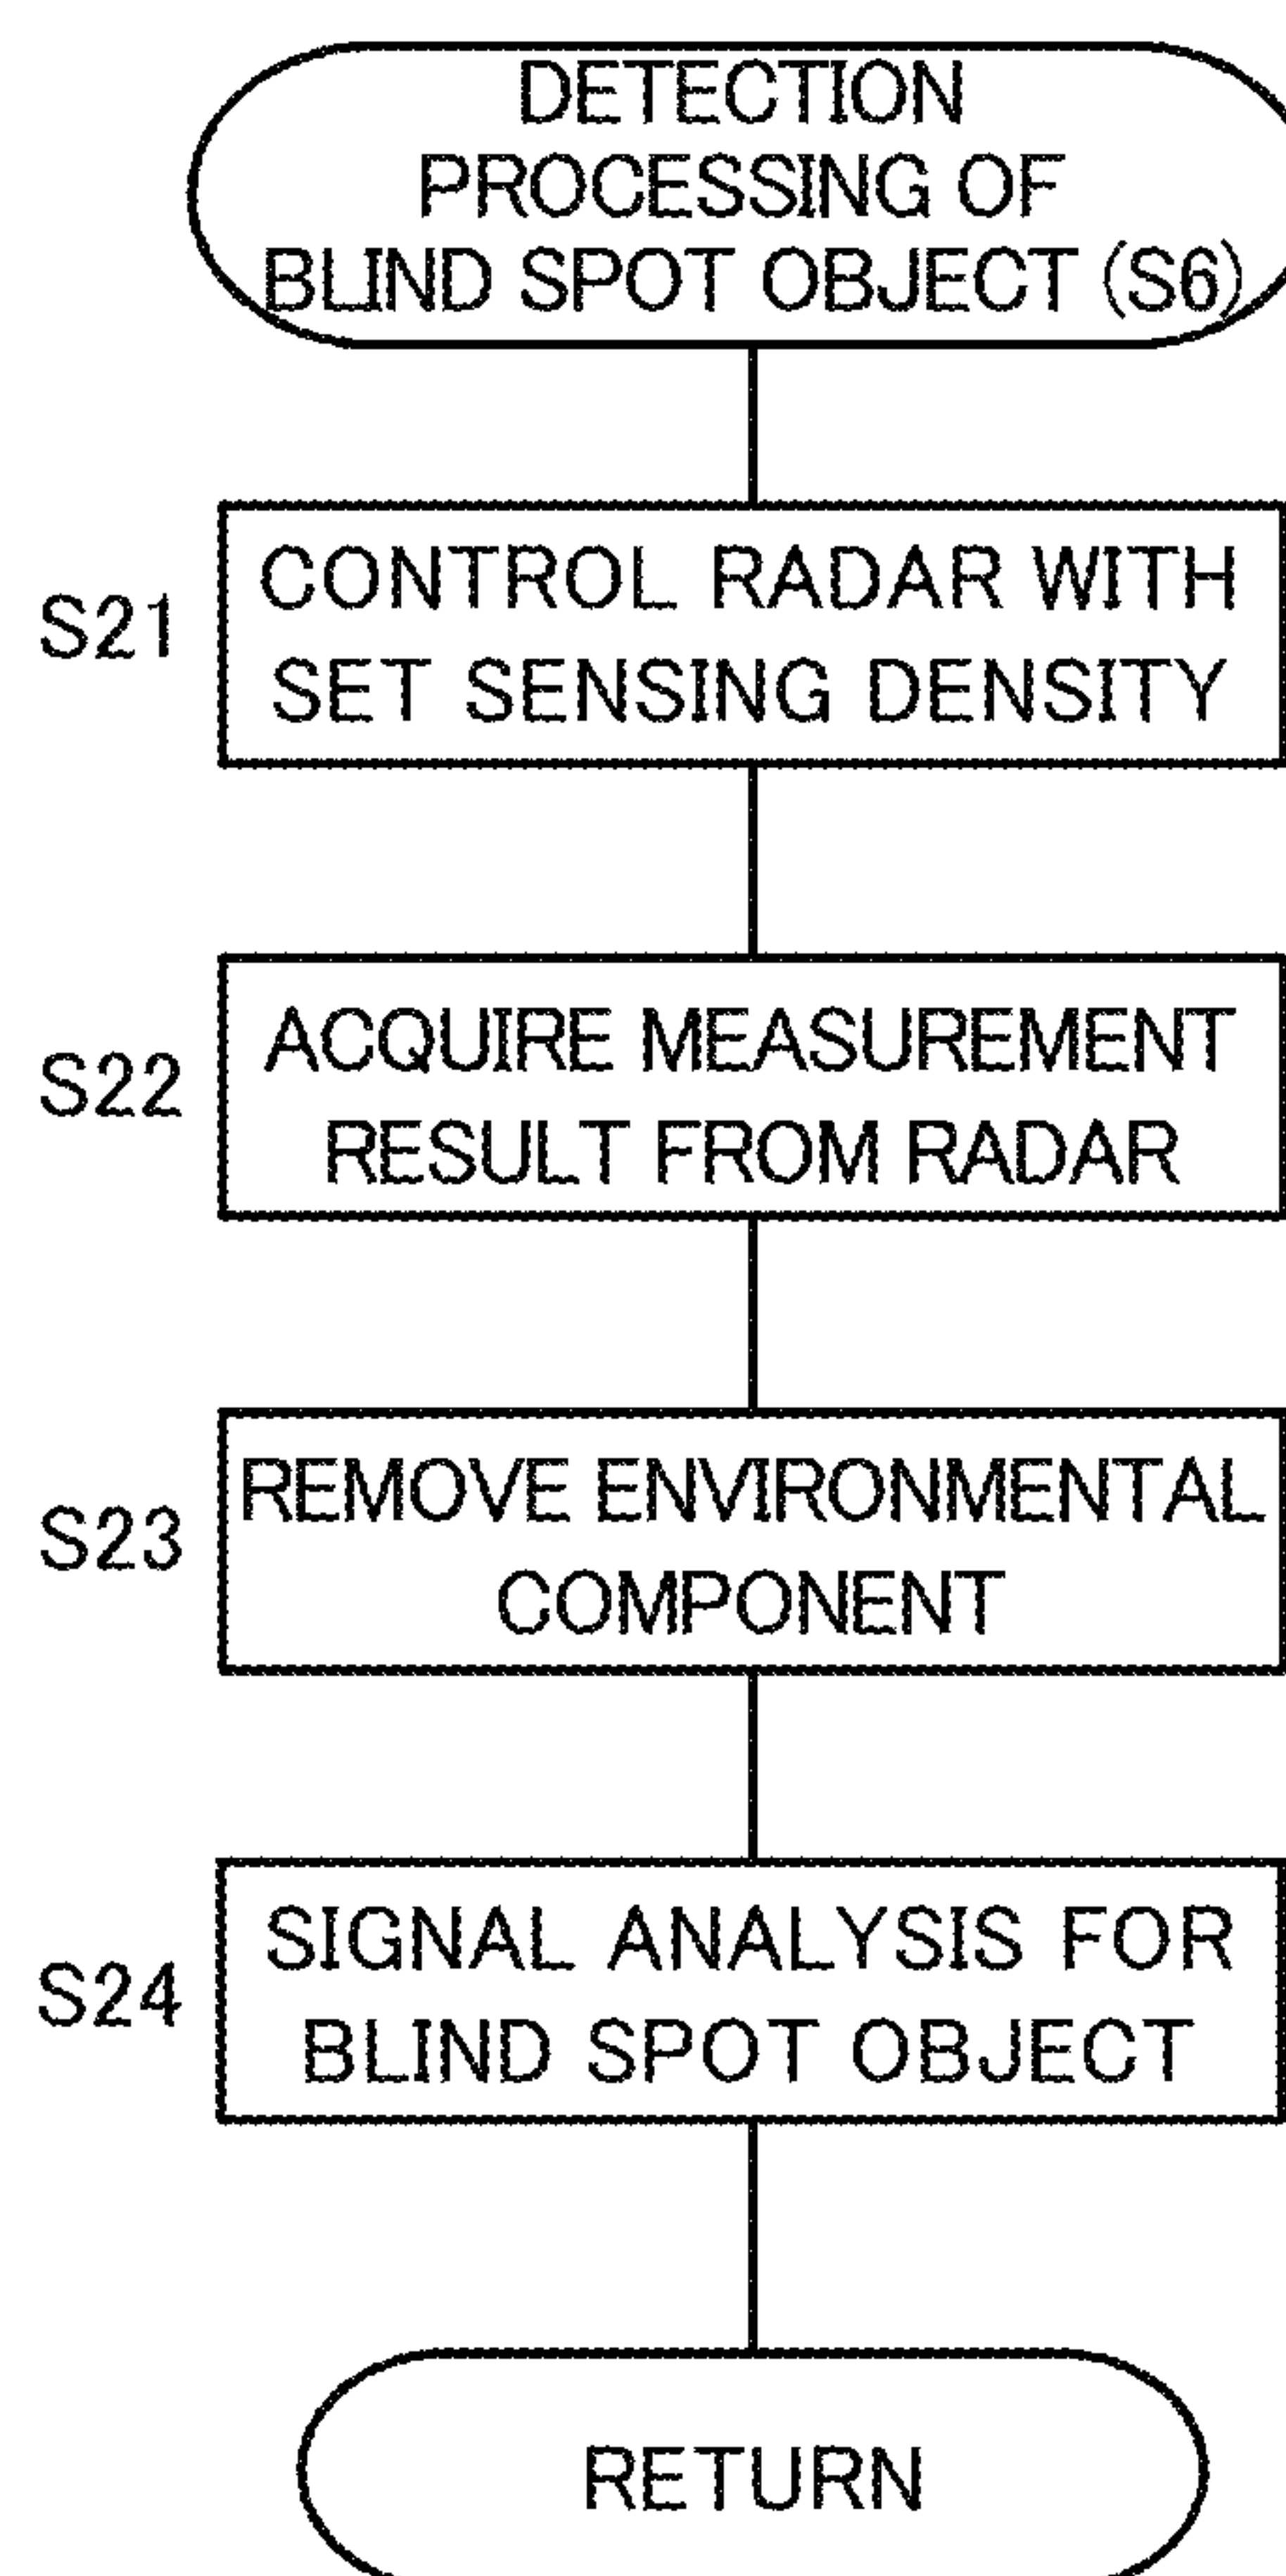 DETECTION
PROCESSING OF
BLIND SPOT OBJECT (S6)
S21
CONTROL RADAR WITH
SET SENSING DENSITY
S22
ACQUIRE MEASUREMENT
RESULT FROM RADAR
S23
REMOVE ENVIRONMENTAL
COMPONENT
S24
SIGNAL ANALYSIS FOR
BLIND SPOT OBJECT
RETURN